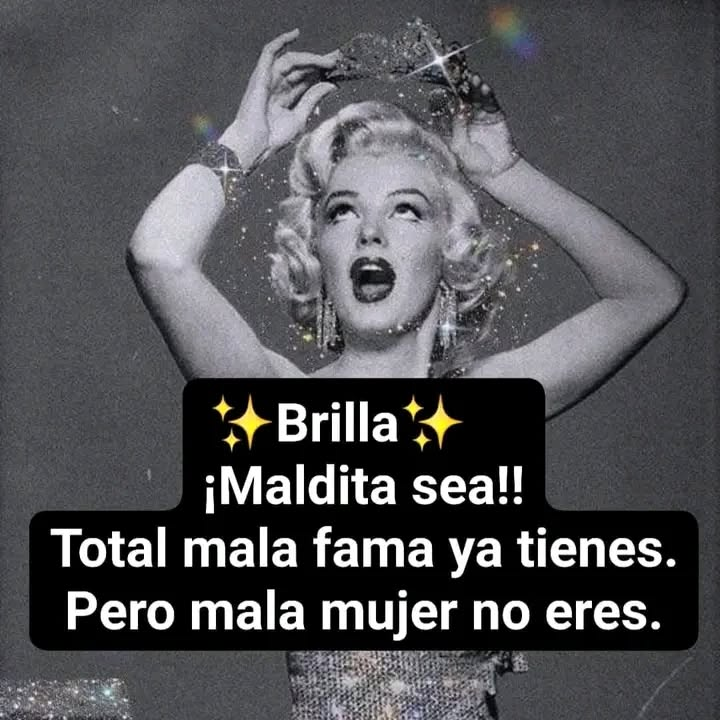 ✨Brilla✨
¡Maldita sea!!
Total mala fama ya tienes.
Pero mala mujer no eres.